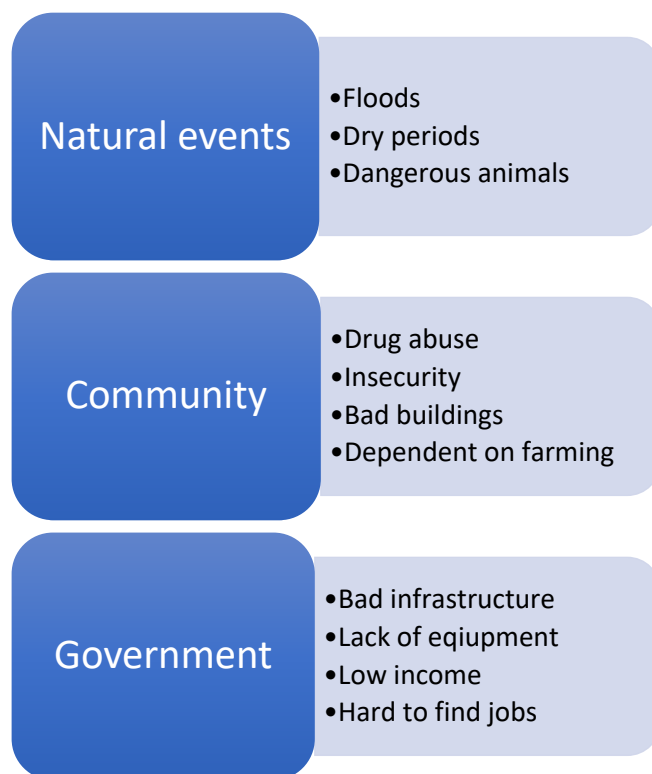 Natural events
•Floods
•Dry periods
•Dangerous animals
Community
•Drug abuse
•Insecurity
•Bad buildings
•Dependent on farming
Government
•Bad infrastructure
•Lack of eqiupment
•Low income
•Hard to find jobs